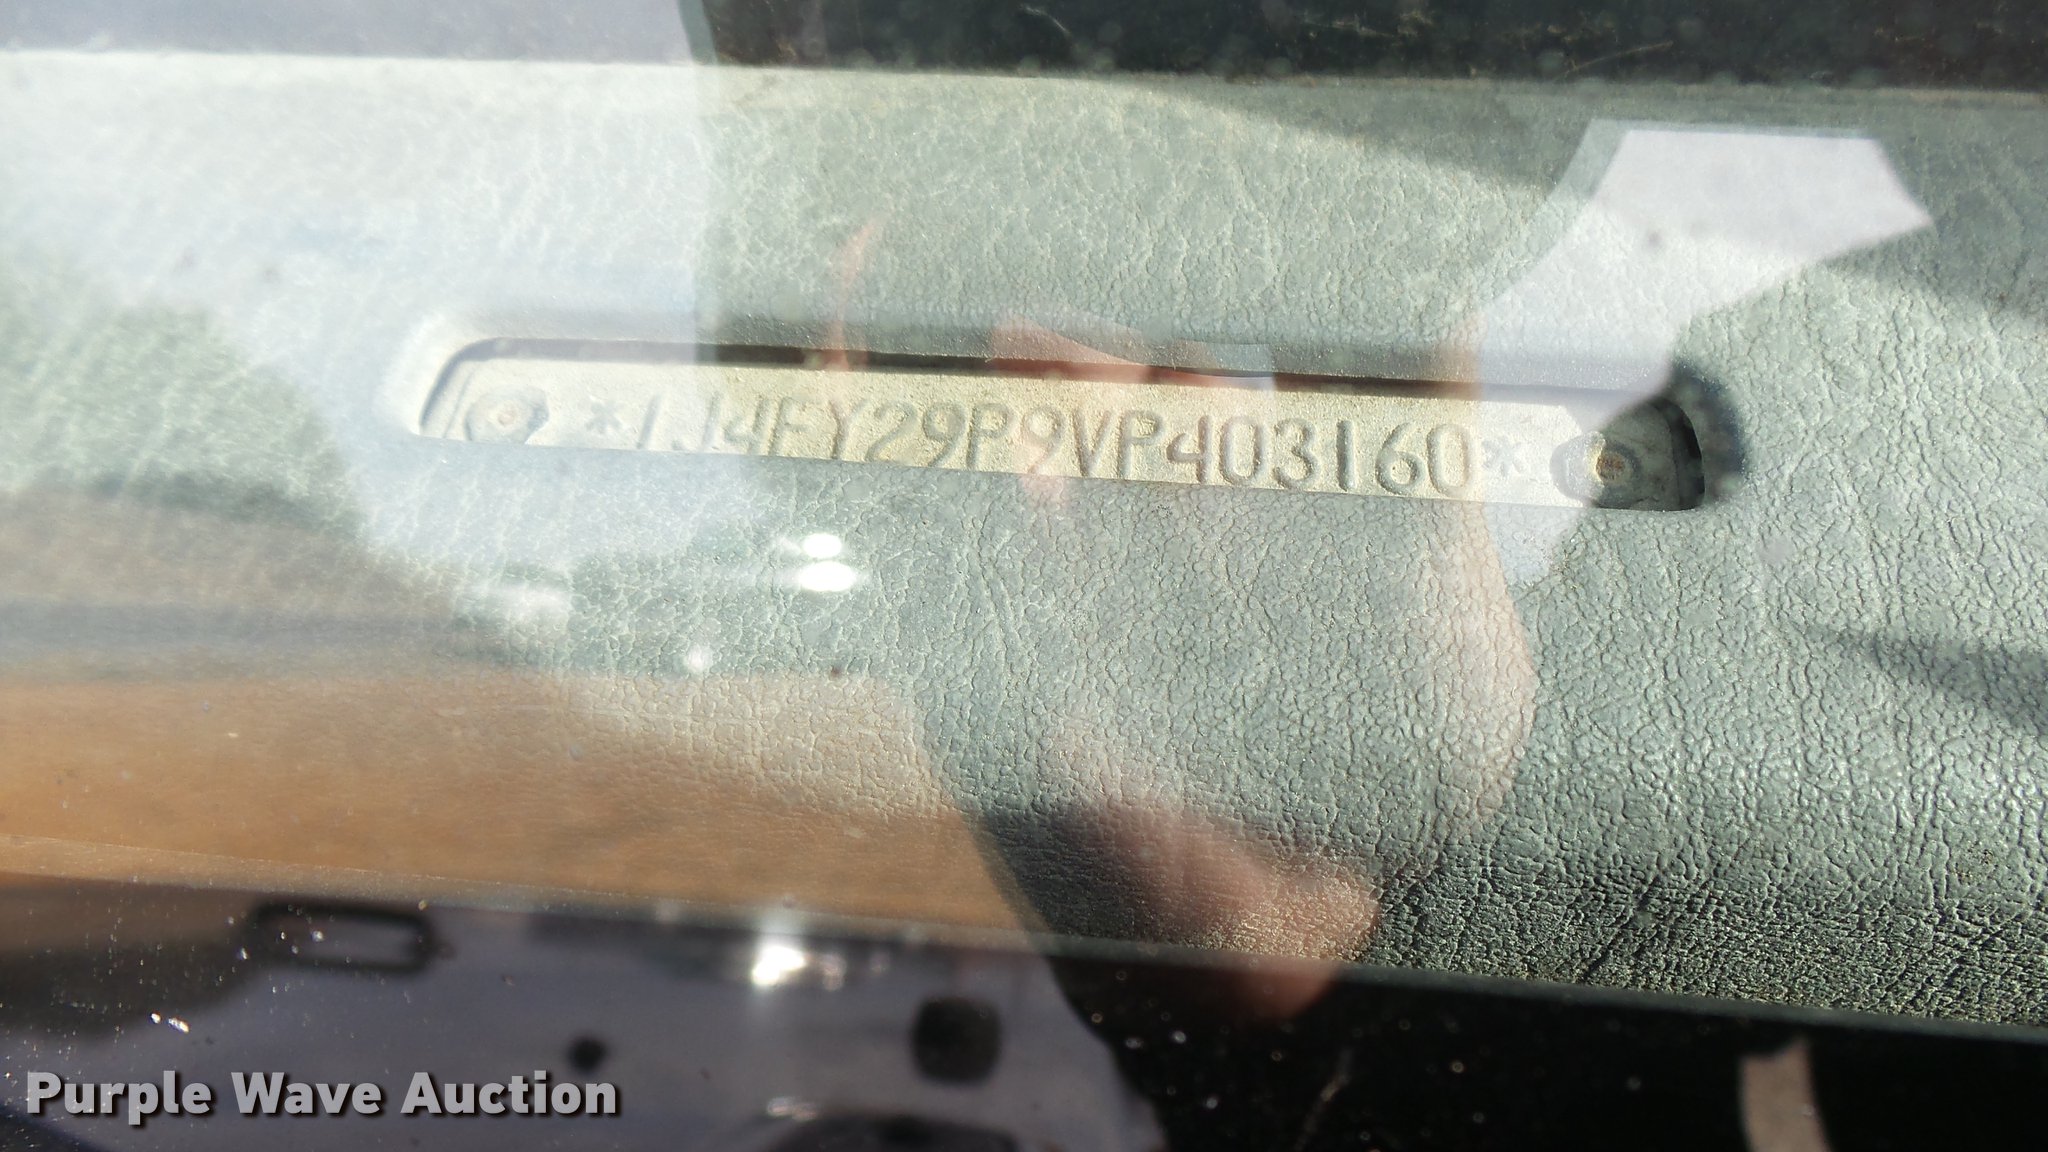 *1J4FY29P9VP403160*
Purple Wave Auction